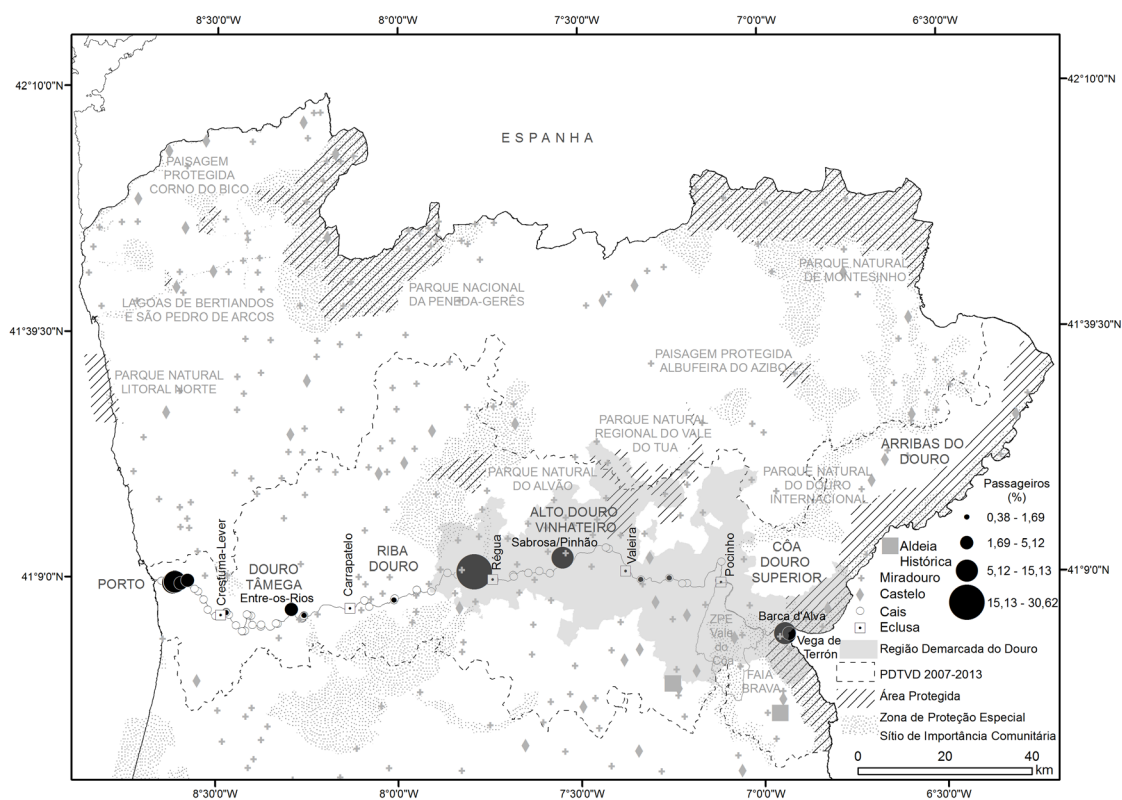 8°30'0"W
8°0'0"W
7°30'0"W
7°0'0"W
6°30'0"W
42°10'0"N
42°10'0"N
ESPANHA
PAISAGEM
PROTEGIDA
CORNO DO BICO
PARQUE NATURAL
DE MONTESINHO
PARQUE NACIONAL
DA PENEDA-GERÊS
LAGOAS DE BERTIANDOS
E SÃO PEDRO DE ARCOS
41°39'30"N
41°39'30"N
PAISAGEM PROTEGIDA
ALBUFEIRA DO AZIBO
PARQUE NATURAL
LITORAL NORTE
PARQUE NATURAL
REGIONAL DO VALE
DO TUA
ARRIBAS DO
DOURO
PARQUE NATURAL
DO ALVÃO
PARQUE NATURAL
DO DOURO
INTERNACIONAL
ALTO DOURO
VINHATEIRO
Sabrosa/Pinhão
Crestuma-Lever
Carrapatelo
Régua
Valeira
Pocinho
RIBA
DOURO
CÔA
DOURO
SUPERIOR
41°9'0"N
41°9'0"N
PORTO
DOURO
TÂMEGA
Entre-os-Rios
Barca d'Alva
Vega de
Terrón
ZPE
Vale
do
Côa
FAIA
BRAVA
Passageiros
(%)
0,38 - 1,69
1,69 - 5,12
5,12 - 15,13
15,13 - 30,62
Aldeia
Histórica
Miradouro
Castelo
Cais
Eclusa
Região Demarcada do Douro
PDTVD 2007-2013
Área Protegida
Zona de Proteção Especial
Sítio de Importância Comunitária
0
20
40
km
8°30'0"W
8°0'0"W
7°30'0"W
7°0'0"W
6°30'0"W